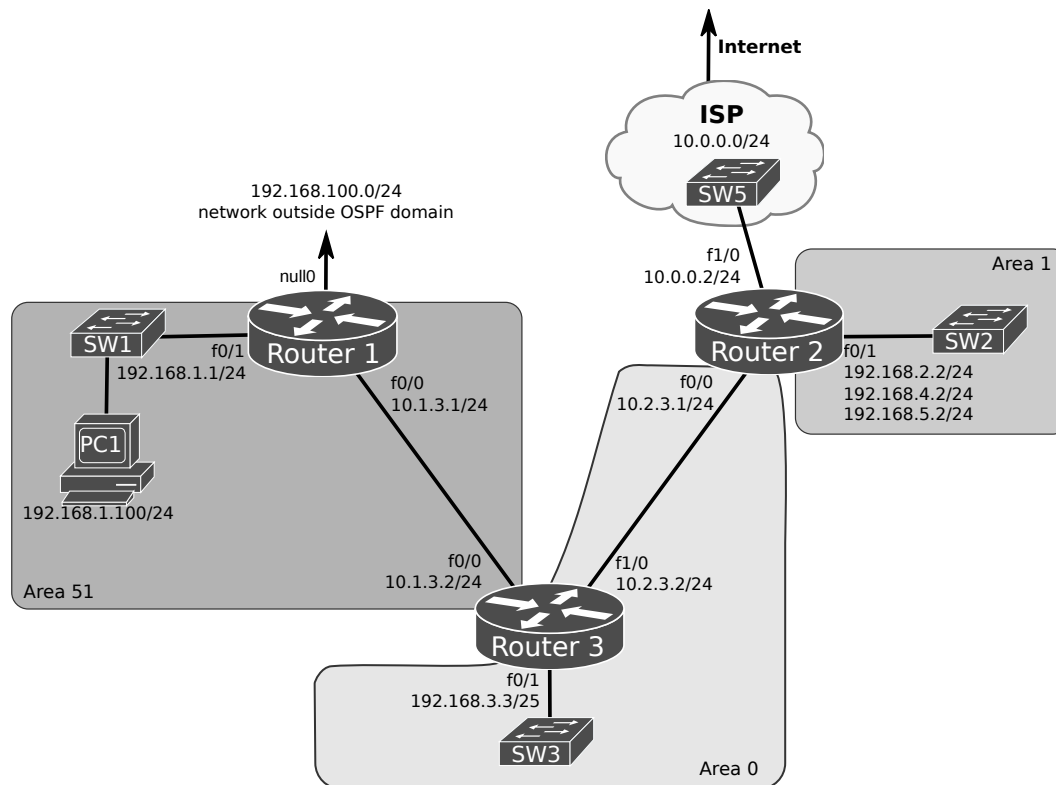 Internet
ISP
10.0.0.0/24
SW5
192.168.100.0/24
network outside OSPF domain
null0
f1/0
10.0.0.2/24
Area 1
SW1
f0/1
192.168.1.1/24
Router 1
Router 2
SW2
f0/1
192.168.2.2/24
192.168.4.2/24
192.168.5.2/24
f0/0
10.1.3.1/24
f0/0
10.2.3.1/24
PC1
192.168.1.100/24
f0/0
10.1.3.2/24
f1/0
10.2.3.2/24
Area 51
Router 3
f0/1
192.168.3.3/25
SW3
Area 0